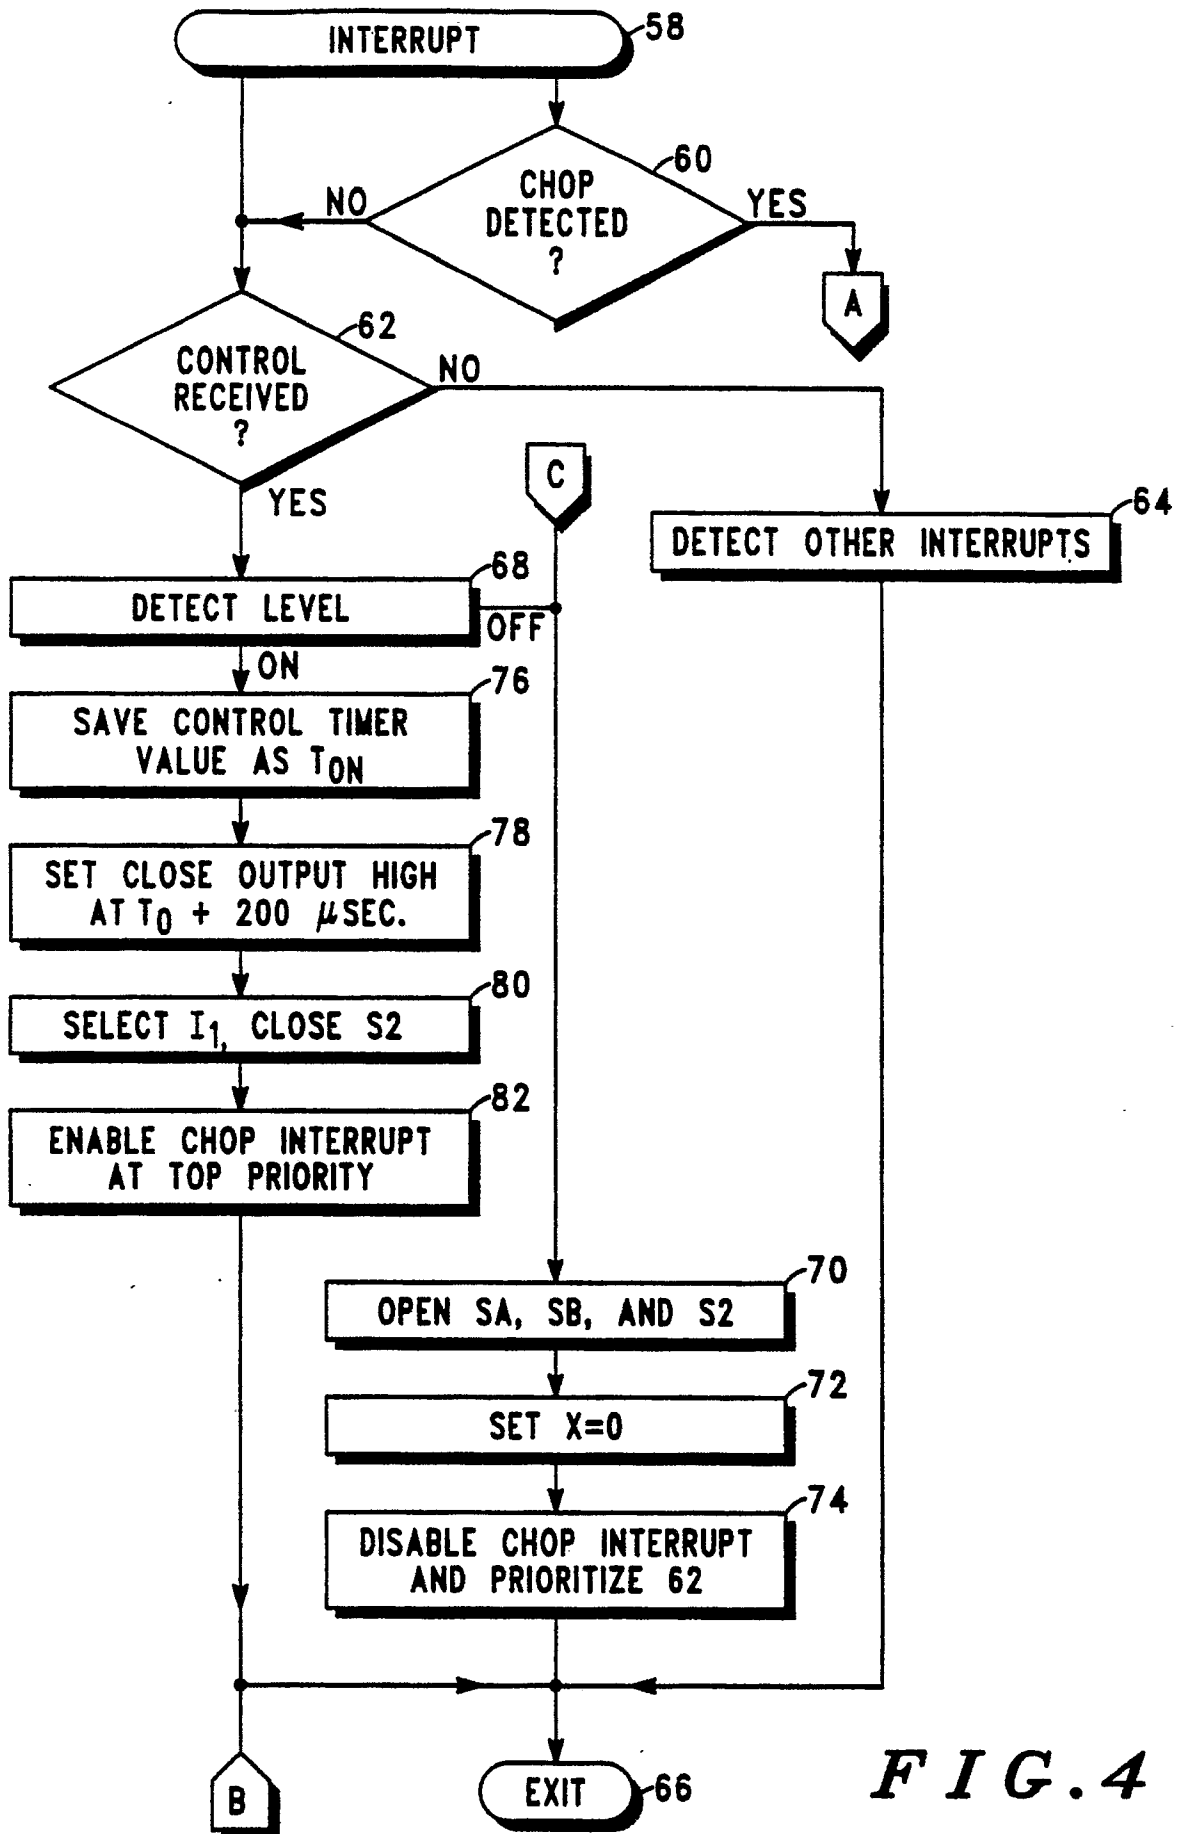 INTERRUPT
58
CHOP
DETECTED
?
60
NO
YES
A
CONTROL
RECEIVED
?
62
NO
YES
C
DETECT OTHER INTERRUPTS
64
DETECT LEVEL
68
OFF
ON
SAVE CONTROL TIMER
VALUE AS TON
76
SET CLOSE OUTPUT HIGH
AT T0 + 200 μSEC.
78
SELECT I1, CLOSE S2
80
ENABLE CHOP INTERRUPT
AT TOP PRIORITY
82
OPEN SA, SB, AND S2
70
SET X=0
72
DISABLE CHOP INTERRUPT
AND PRIORITIZE 62
74
B
EXIT
66
FIG.4